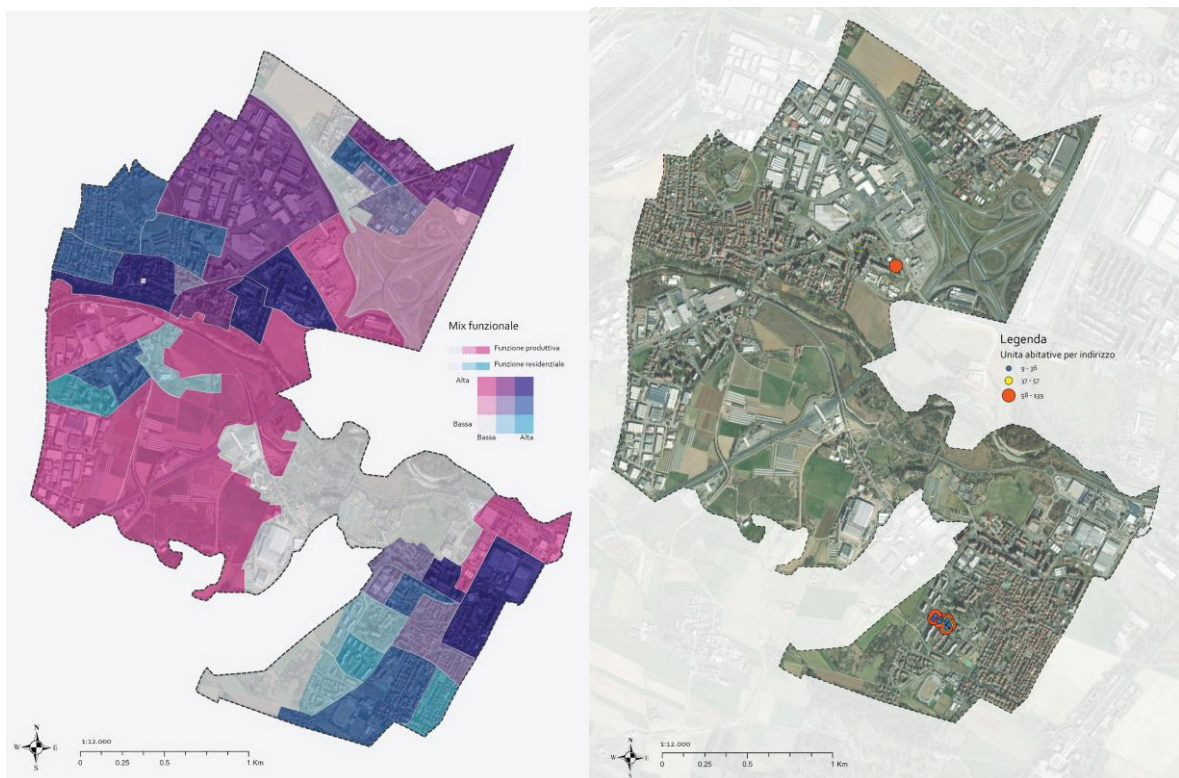 Mix funzionale
Funzione produttiva
Funzione residenziale
Alta
Bassa
Bassa Alta
N
W E
S
1:12.000
0 0.25 0.5 1 Km
Legenda
Unita abitative per indirizzo
9 - 36
37 - 57
58 - 139
N
W E
S
1:12.000
0 0.25 0.5 1 Km